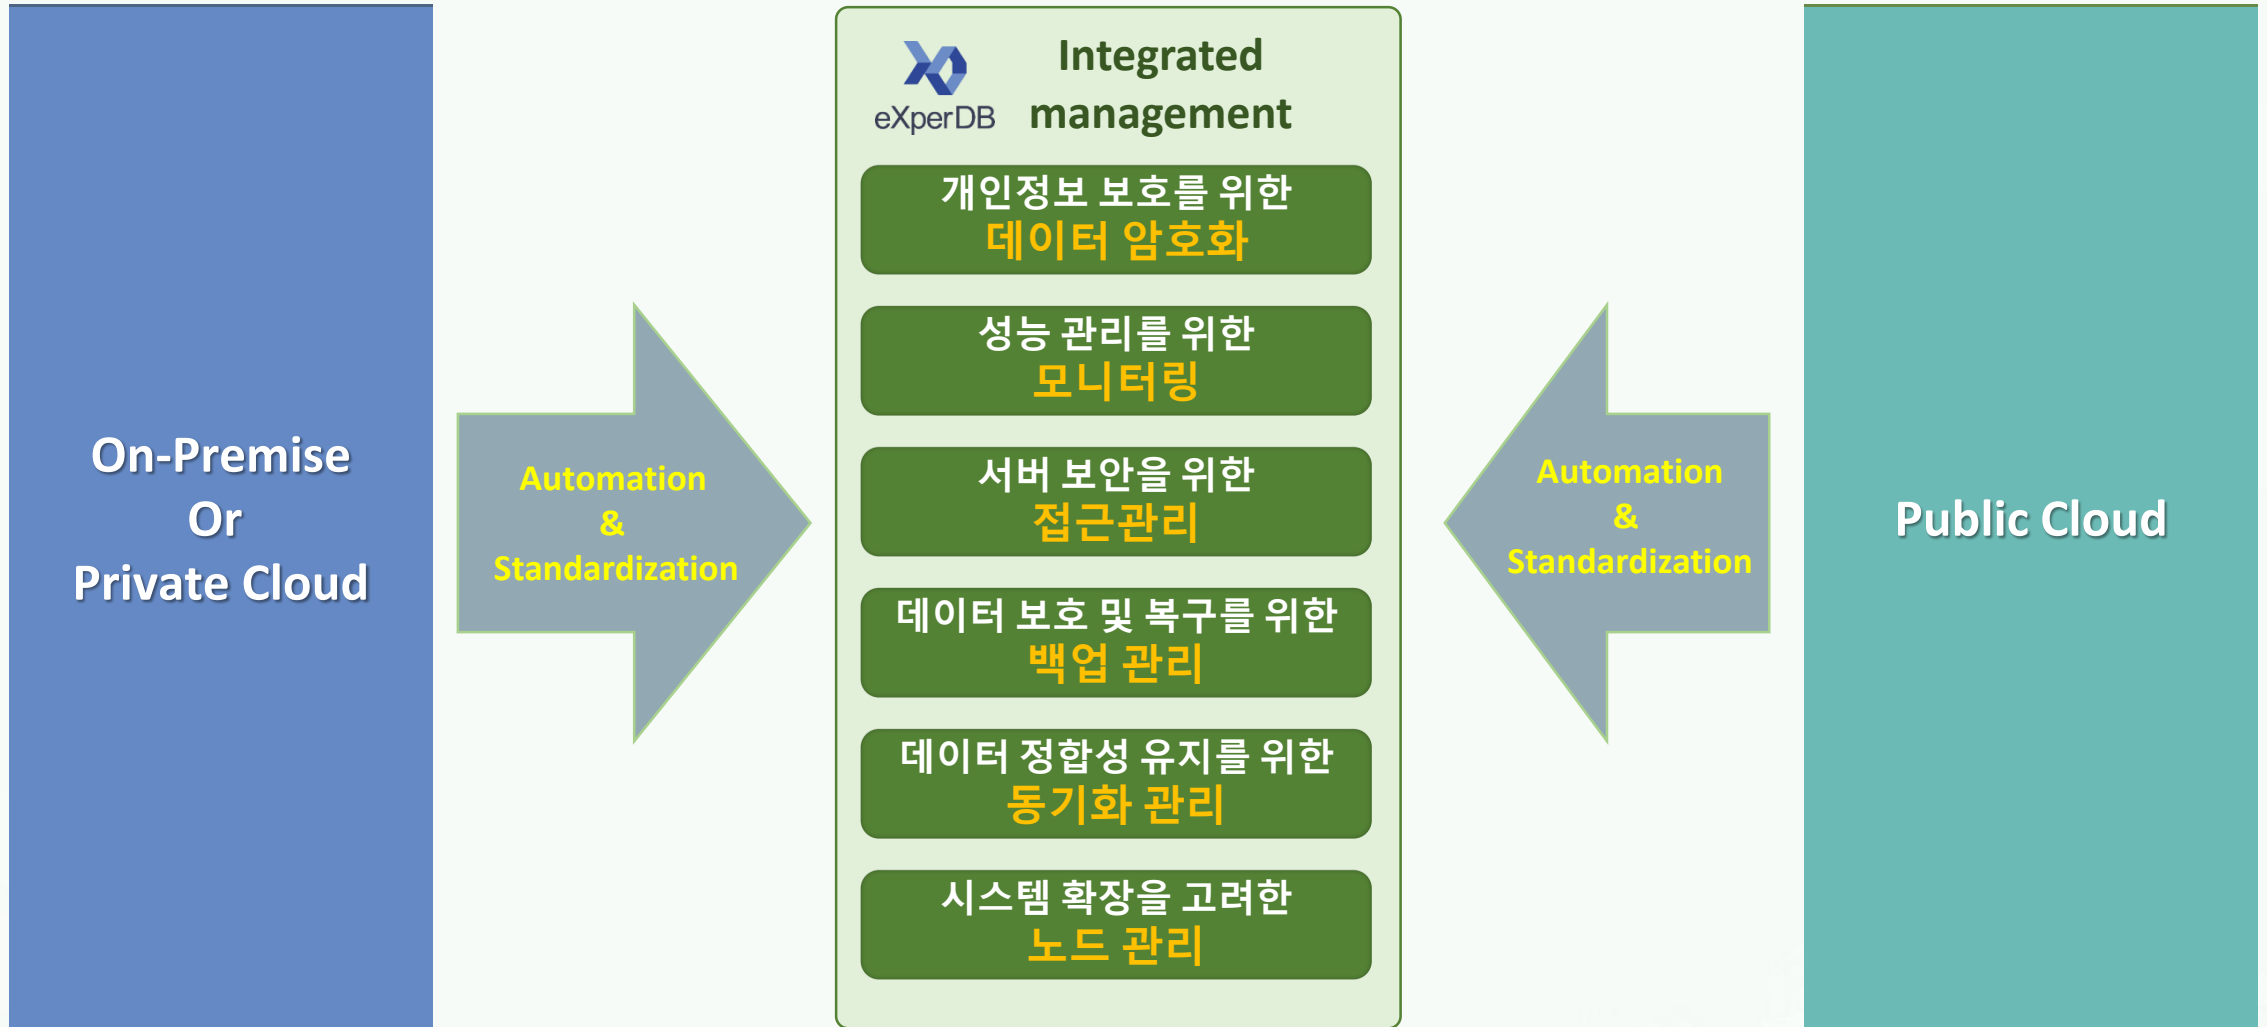 On-Premise
Or
Private Cloud
Automation
&
Standardization
eXperDB
Integrated
management
개인정보 보호를 위한
데이터 암호화
성능 관리를 위한
모니터링
서버 보안을 위한
접근관리
데이터 보호 및 복구를 위한
백업 관리
데이터 정합성 유지를 위한
동기화 관리
시스템 확장을 고려한
노드 관리
Automation
&
Standardization
Public Cloud